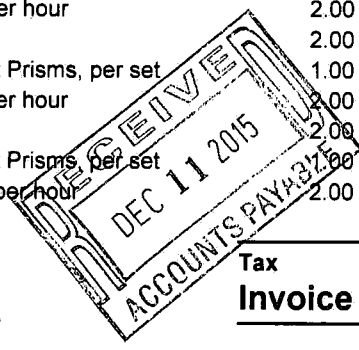 er hour 2.00
2.00
Prisms, per set 1.00
er hour 2.00
2.00
Prisms, per set 1.00
per hour 2.00
RECEIVED
DEC 11 2015
ACCOUNTS PAYABLE
Tax
Invoice